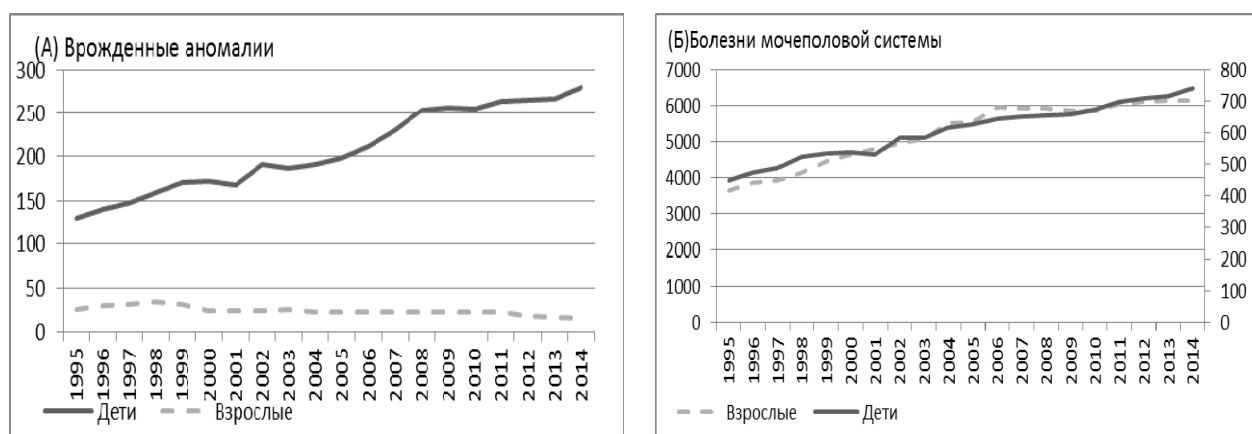 (А) Врожденные аномалии
300
250
200
150
100
50
0
1995 1996 1997 1998 1999 2000 2001 2002 2003 2004 2005 2006 2007 2008 2009 2010 2011 2012 2013 2014
Дети Взрослые
(Б)Болезни мочеполовой системы
7000 800
6000 700
5000 600
4000 500
3000 400
2000 300
1000 200
0 100
0
1995 1996 1997 1998 1999 2000 2001 2002 2003 2004 2005 2006 2007 2008 2009 2010 2011 2012 2013 2014
Взрослые Дети